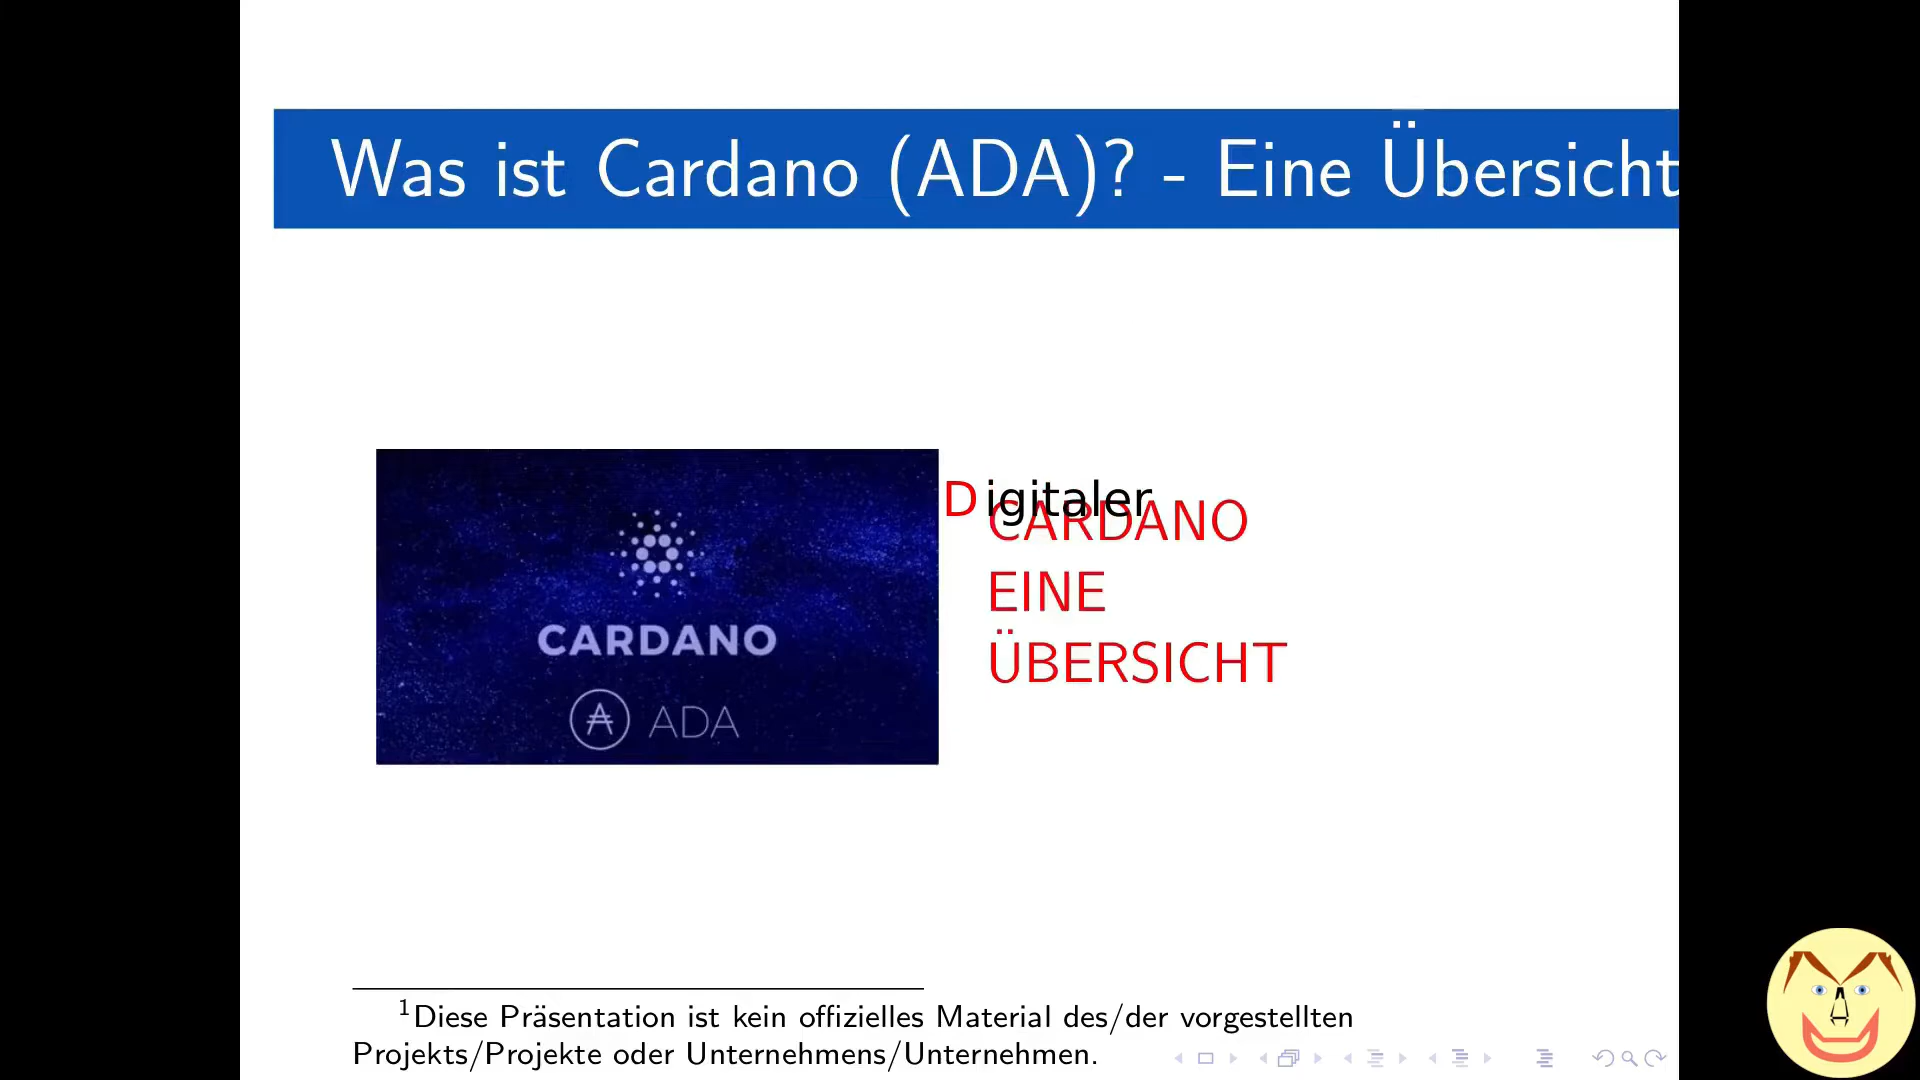 Was ist Cardano (ADA)? - Eine Übersicht
CARDANO
ADA
Digitaler
CARDANO
EINE
ÜBERSICHT
1Diese Präsentation ist kein offizielles Material des/der vorgestellten
Projekts/Projekte oder Unternehmens/Unternehmen.